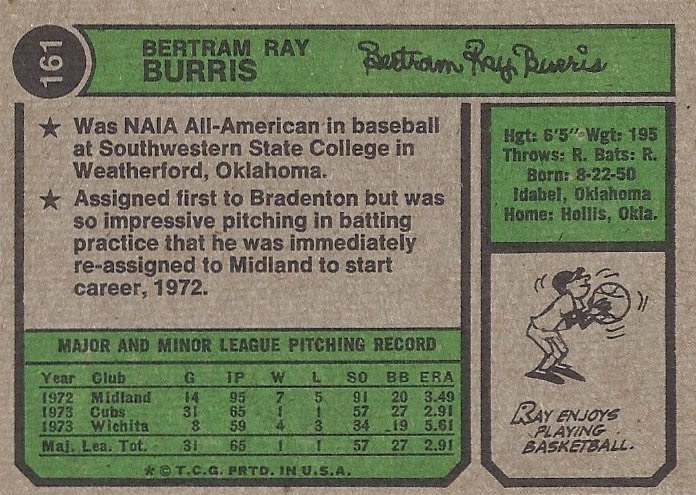 161
BERTRAM RAY
BURRIS
Bertram Ray Burris
★ Was NAIA All-American in baseball
at Southwestern State College in
Weatherford, Oklahoma.
★ Assigned first to Bradenton but was
so impressive pitching in batting
practice that he was immediately
re-assigned to Midland to start
career, 1972.
Hgt: 6'5" Wgt: 195
Throws: R. Bats: R.
Born: 8-22-50
Idabel, Oklahoma
Home: Hollis, Okla.
MAJOR AND MINOR LEAGUE PITCHING RECORD
Year Club G IP W L SO BB ERA
1972 Midland 14 95 7 5 91 20 3.49
1973 Cubs 31 65 1 1 57 27 2.91
1973 Wichita 8 59 4 3 34 19 5.61
Maj. Lea. Tot. 31 65 1 1 57 27 2.91
★ © T.C.G. PRTD. IN U.S.A.
RAY ENJOYS
PLAYING
BASKETBALL.